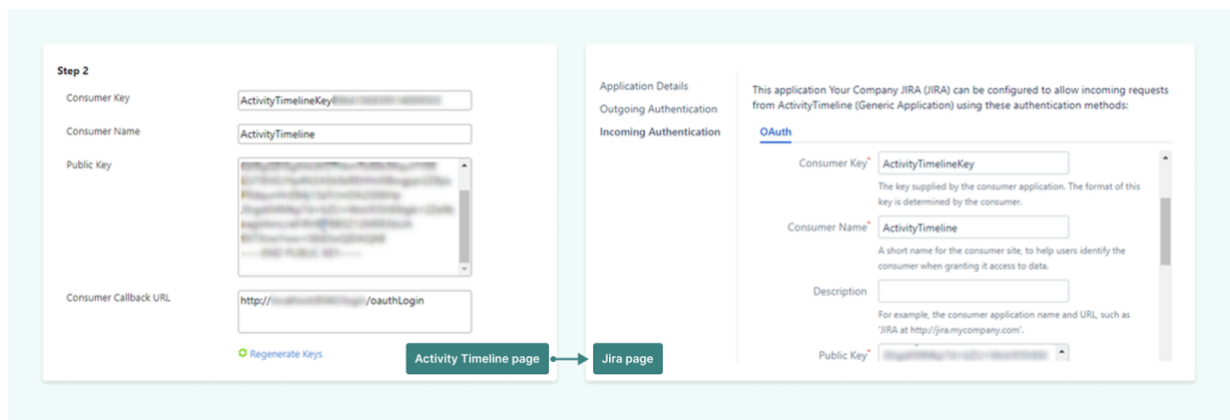 Step 2
Consumer Key
ActivityTimelineKey
Consumer Name
ActivityTimeline
Public Key
-----END PUBLIC KEY-----
Consumer Callback URL
http:// /oauthLogin
Regenerate Keys
Activity Timeline page
Application Details
Outgoing Authentication
Incoming Authentication
This application Your Company JIRA (JIRA) can be configured to allow incoming requests
from ActivityTimeline (Generic Application) using these authentication methods:
OAuth
Consumer Key*
ActivityTimelineKey
The key supplied by the consumer application. The format of this
key is determined by the consumer.
Consumer Name*
ActivityTimeline
A short name for the consumer site, to help users identify the
consumer when granting it access to data.
Description
For example, the consumer application name and URL, such as
'JIRA at http://jira.mycompany.com'.
Public Key*
Jira page